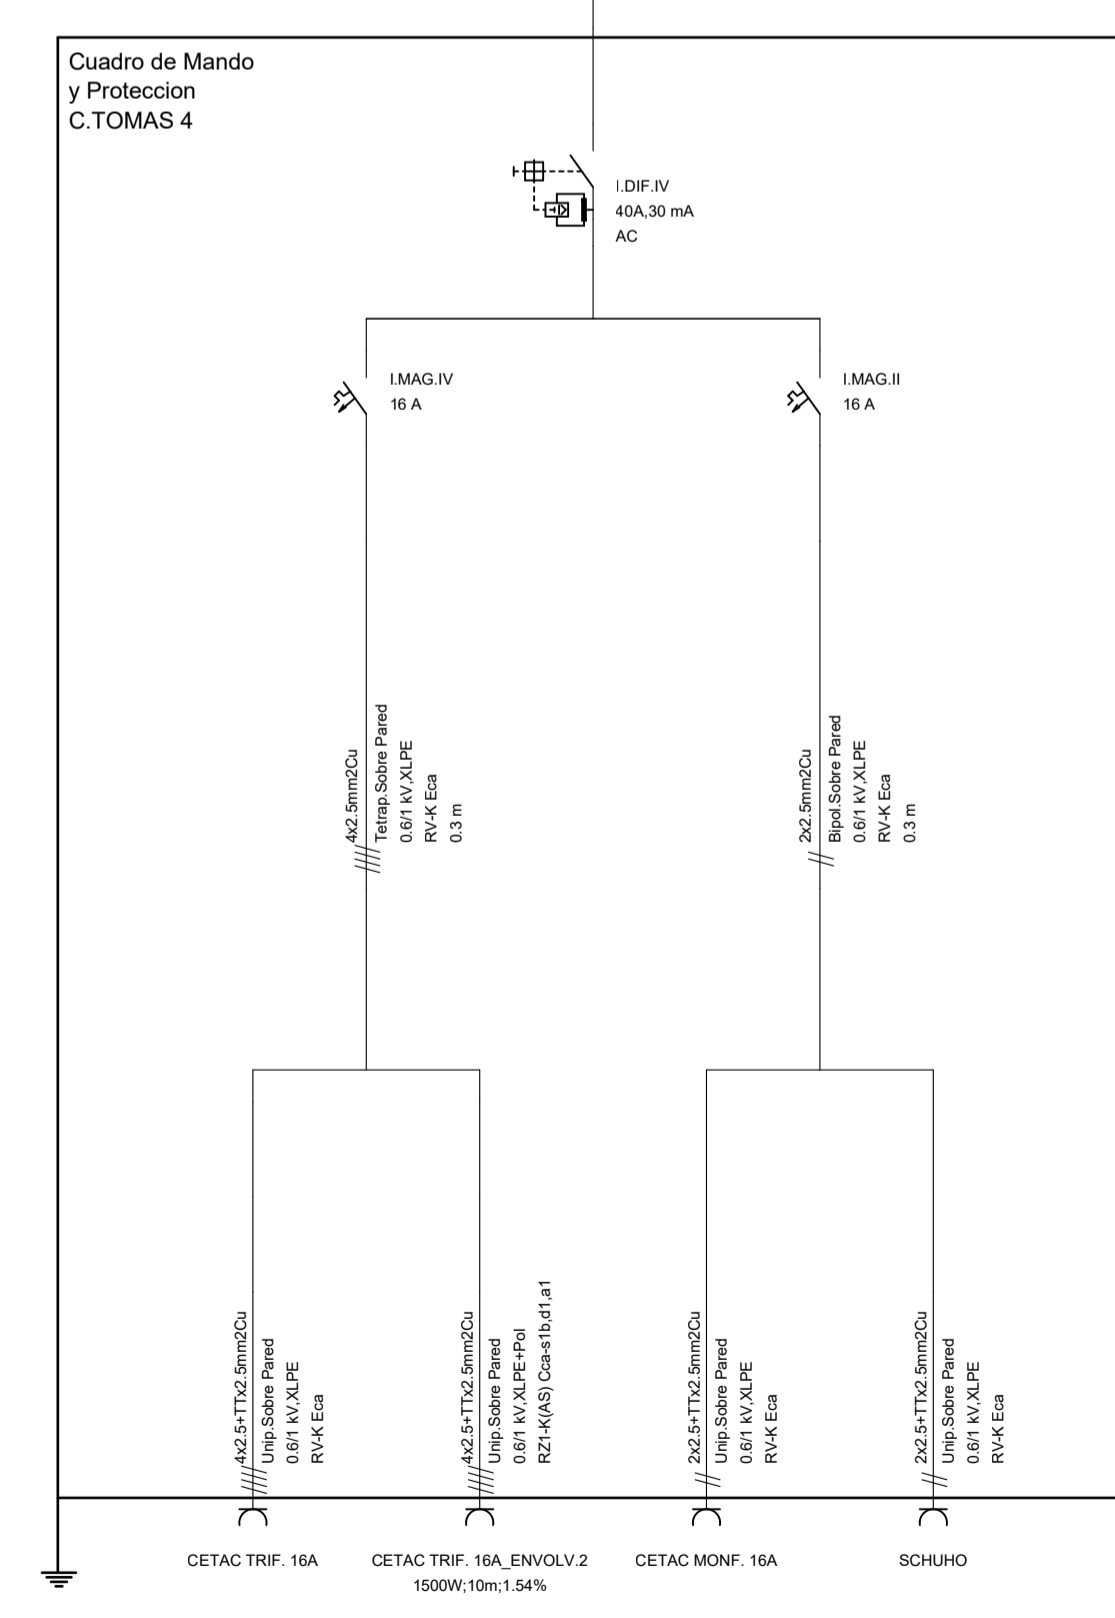 Cuadro de Mando
y Proteccion
C.TOMAS 4
I.DIF.IV
40A,30 mA
AC
I.MAG.IV
16 A
I.MAG.II
16 A
4x2.5mm2Cu
Tetrap.Sobre Pared
0.6/1 kV,XLPE
RV-K Eca
0.3 m
2x2.5mm2Cu
Bipol.Sobre Pared
0.6/1 kV,XLPE
RV-K Eca
0.3 m
4x2.5+TTx2.5mm2Cu
Unip.Sobre Pared
0.6/1 kV,XLPE
RV-K Eca
4x2.5+TTx2.5mm2Cu
Unip.Sobre Pared
0.6/1 kV,XLPE+Pol
RZ1-K(AS) Cca-s1b,d1,a1
2x2.5+TTx2.5mm2Cu
Unip.Sobre Pared
0.6/1 kV,XLPE
RV-K Eca
2x2.5+TTx2.5mm2Cu
Unip.Sobre Pared
0.6/1 kV,XLPE
RV-K Eca
CETAC TRIF. 16A
CETAC TRIF. 16A_ENVOLV.2
1500W;10m;1.54%
CETAC MONF. 16A
SCHUHO